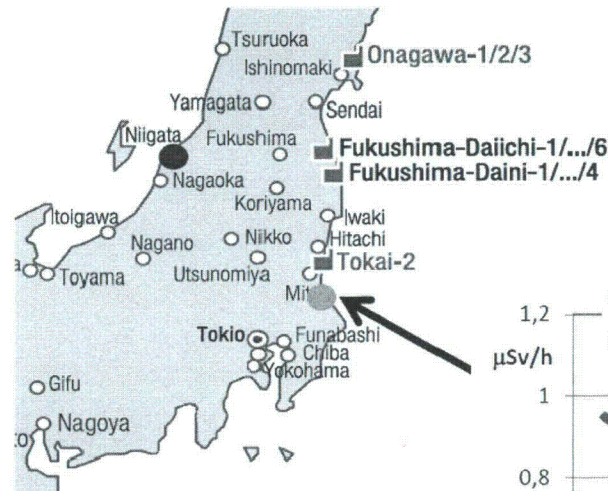 Tsuruoka
Onagawa-1/2/3
Ishinomaki
Yamagata
Sendai
Niigata
Fukushima
Fukushima-Daiichi-1/.../6
Fukushima-Daini-1/.../4
Nagaoka
Koriyama
Itoigawa
Iwaki
Nagano
Nikko
Hitachi
Toyama
Utsunomiya
Tokai-2
Mit
Tokio
Funabashi
Chiba
Yokohama
Gifu
Nagoya
1,2
µSv/h
1
0,8